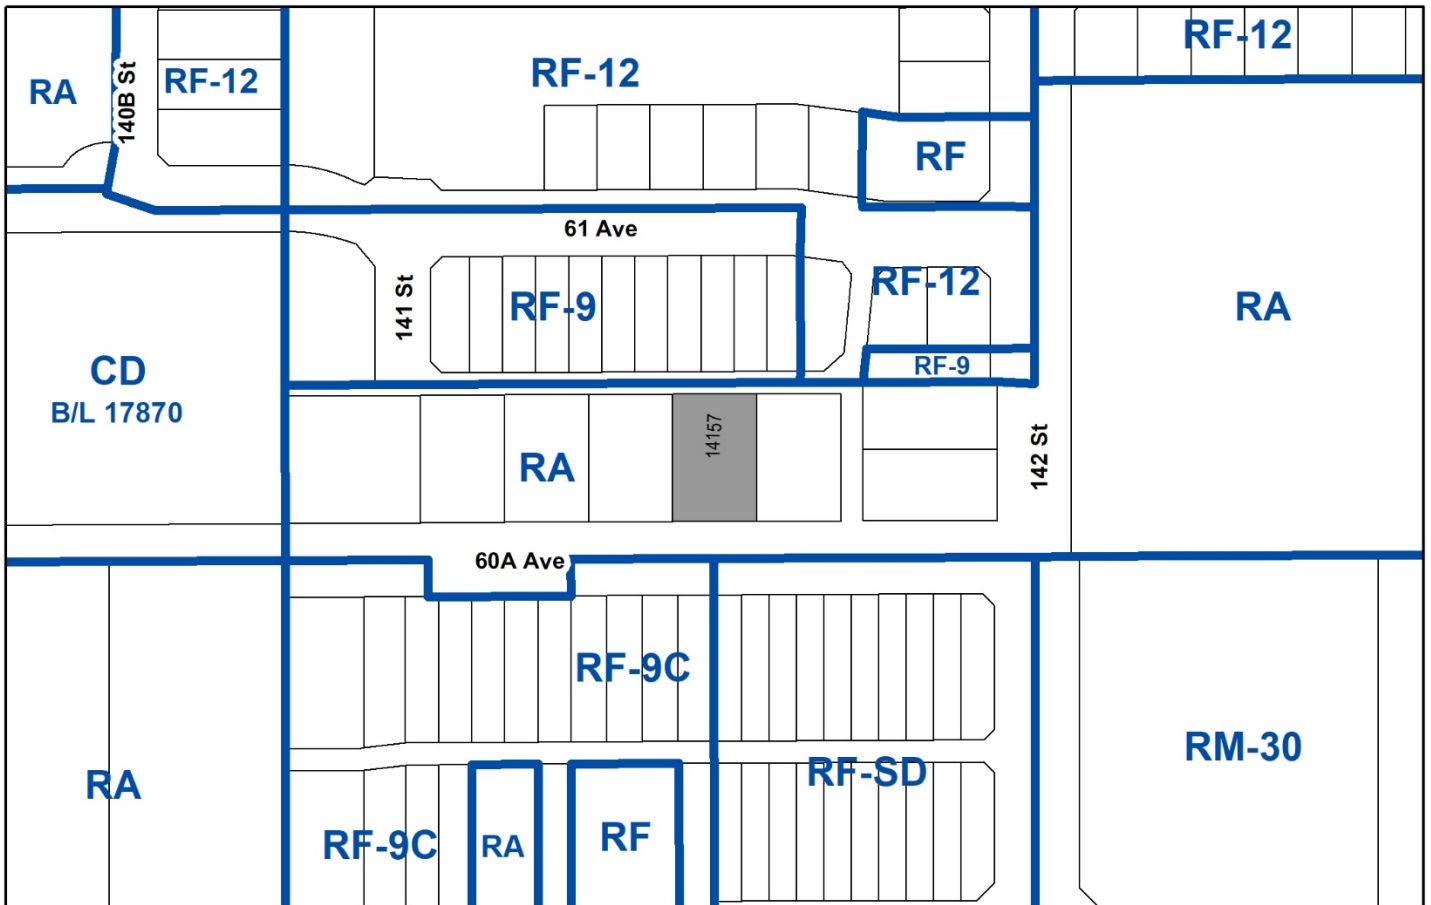 RF-12
RF-12
RA
RF-12
140B St
RF
61 Ave
RF-12
RF-9
141 St
RA
RF-9
CD
B/L 17870
14157
142 St
RA
60A Ave
RF-9C
RM-30
RF-SD
RA
RF-9C
RA
RF